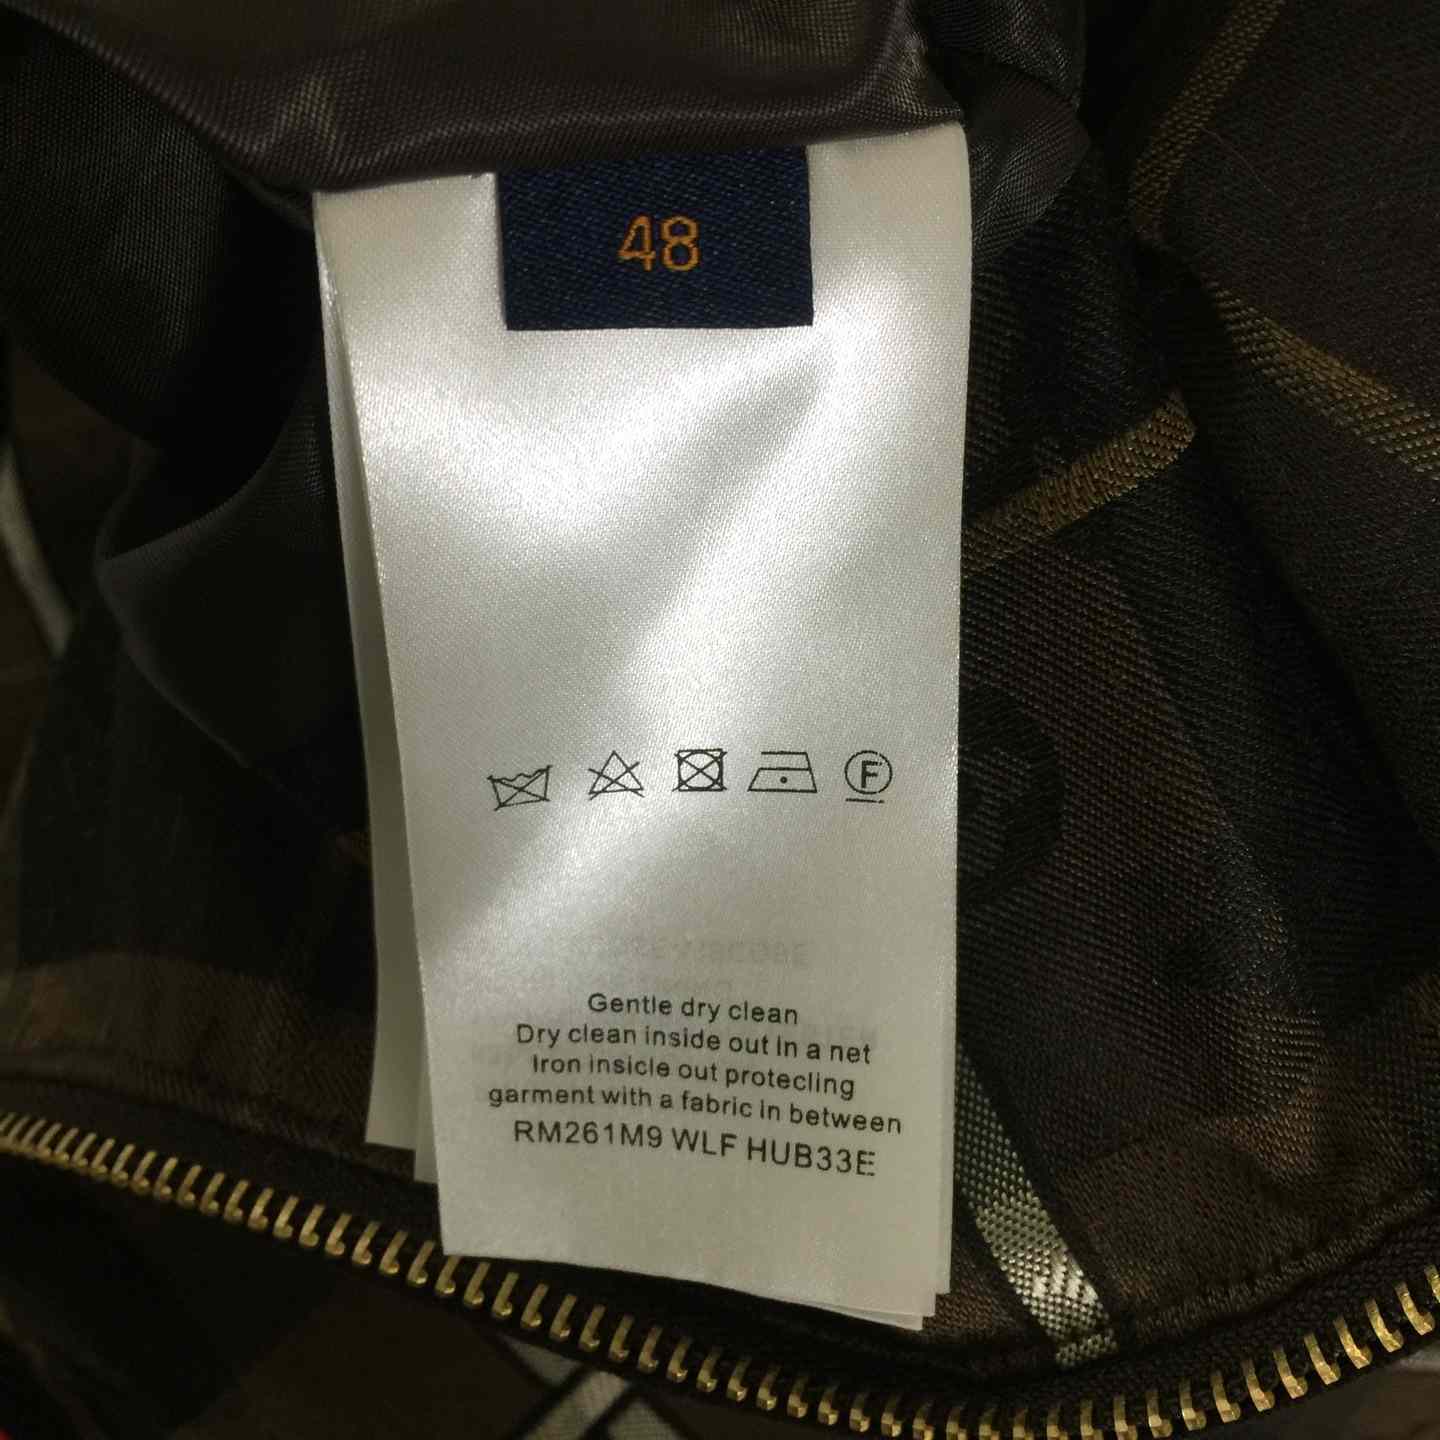 48
F
Gentle dry clean
Dry clean inside out in a net
Iron insicle out protecling
garment with a fabric in between
RM261M9 WLF HUB33E